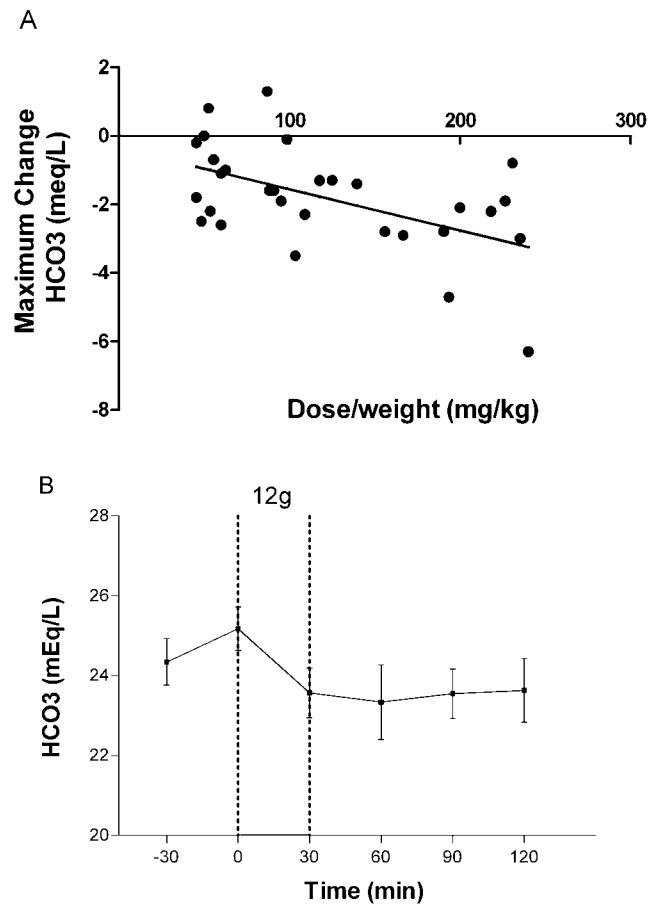 A
2
0
-2
-4
-6
-8
100
200
300
Maximum Change
HCO3 (meq/L)
Dose/weight (mg/kg)
B
12g
28
26
24
22
20
HCO3 (mEq/L)
-30
0
30
60
90
120
Time (min)